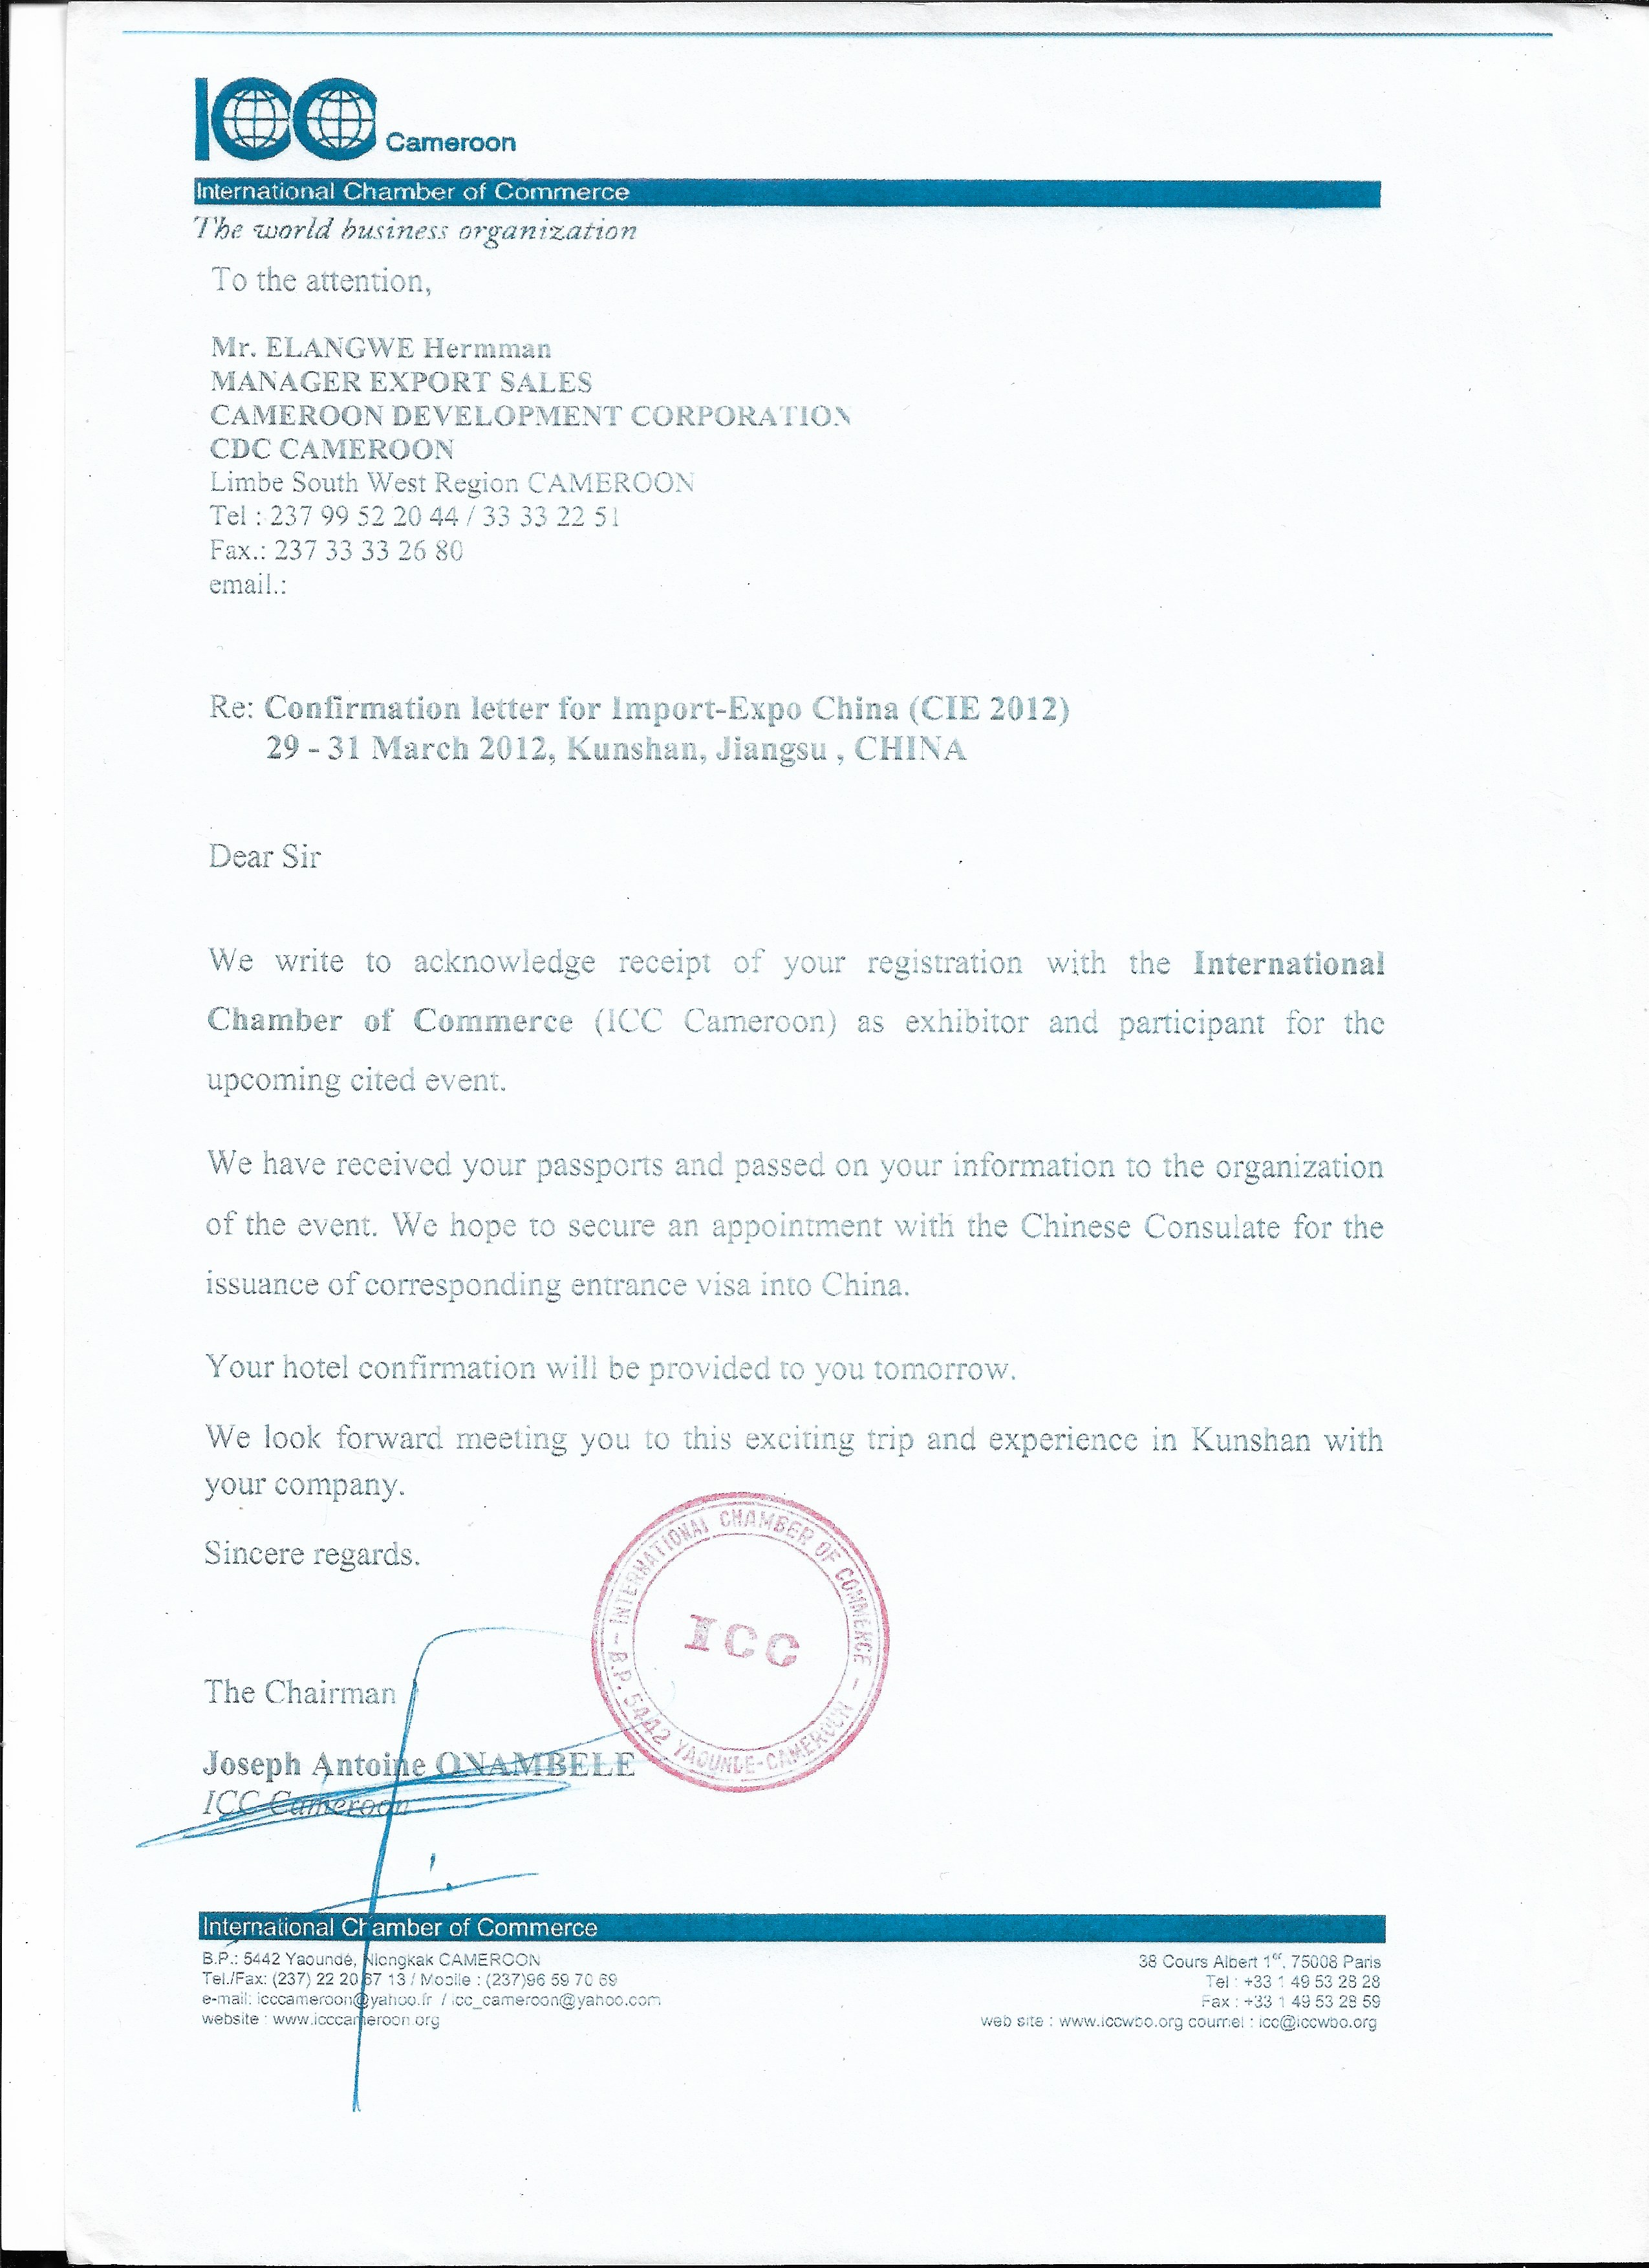 ICC Cameroon
International Chamber of Commerce
The world business organization
To the attention,
Mr. ELANGWE Hermman
MANAGER EXPORT SALES
CAMEROON DEVELOPMENT CORPORATION
CDC CAMEROON
Limbe South West Region CAMEROON
Tel : 237 99 52 20 44 / 33 33 22 51
Fax.: 237 33 33 26 80
email.:
Re: Confirmation letter for Import-Expo China (CIE 2012)
29 - 31 March 2012, Kunshan, Jiangsu , CHINA
Dear Sir
We write to acknowledge receipt of your registration with the International
Chamber of Commerce (ICC Cameroon) as exhibitor and participant for the
upcoming cited event.
We have received your passports and passed on your information to the organization
of the event. We hope to secure an appointment with the Chinese Consulate for the
issuance of corresponding entrance visa into China.
Your hotel confirmation will be provided to you tomorrow.
We look forward meeting you to this exciting trip and experience in Kunshan with
your company.
Sincere regards.
The Chairman
Joseph Antoine ONAMBELE
ICC Cameroon
INTERNATIONAL CHAMBER OF COMMERCE –
B.P. 5442 YAOUNDE-CAMEROON –
ICC
International Chamber of Commerce
B.P.: 5442 Yaoundé, Nlongkak CAMEROON
Tel./Fax: (237) 22 20 67 13 / Mobile : (237)96 59 70 69
e-mail: iccameroon@yahoo.fr / icc_cameroon@yahoo.com
website : www.iccameroon.org
38 Cours Albert 1er, 75008 Paris
Tel : +33 1 49 53 28 28
Fax : +33 1 49 53 28 59
web site : www.iccwbo.org courriel : icc@iccwbo.org